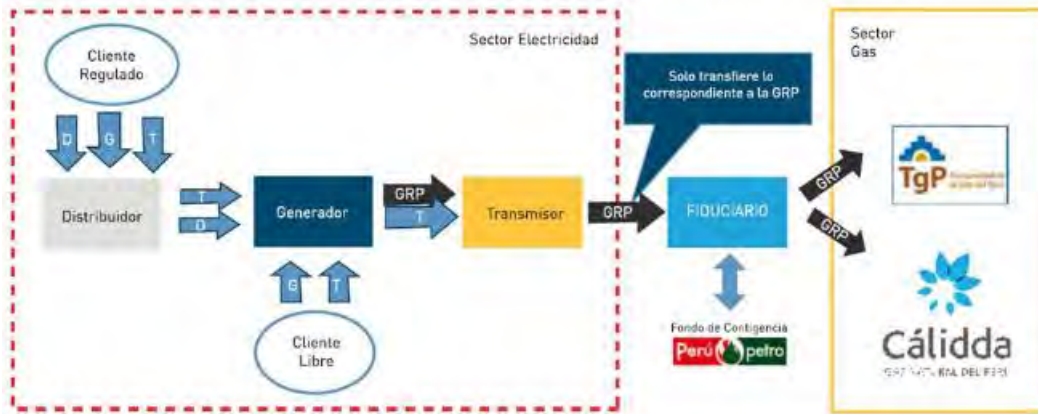 Sector Electricidad
Cliente
Regulado
D
G
T
Distribuidor
T
D
Generador
GRP
T
Transmisor
G
T
Cliente
Libre
Solo transfiere lo
correspondiente a la GRP
GRP
FIDUCIARIO
Fondo de Contigencia
Perú petro
GRP
GRP
Sector
Gas
TgP
Cálidda